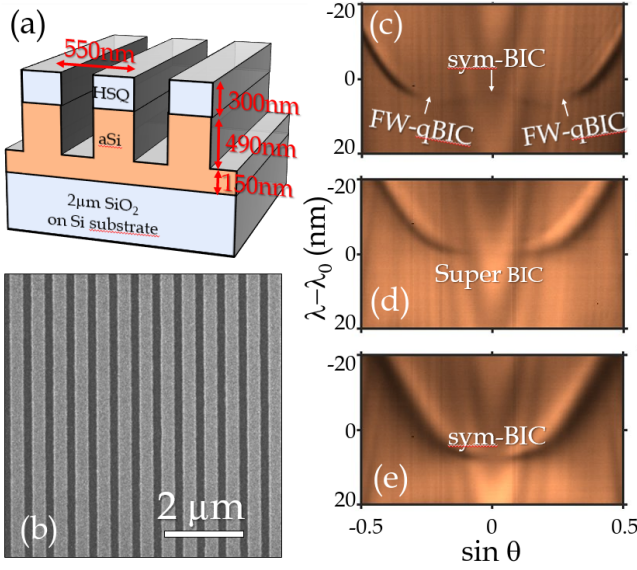 (a)
550nm
HSQ
300nm
aSi
490nm
150nm
2µm SiO₂
on Si substrate
(b)
2 µm
(c)
sym-BIC
FW-qBIC
FW-qBIC
-20
0
20
(d)
Super BIC
-20
0
20
λ−λ₀ (nm)
(e)
sym-BIC
-20
0
20
-0.5
0
0.5
sin θ